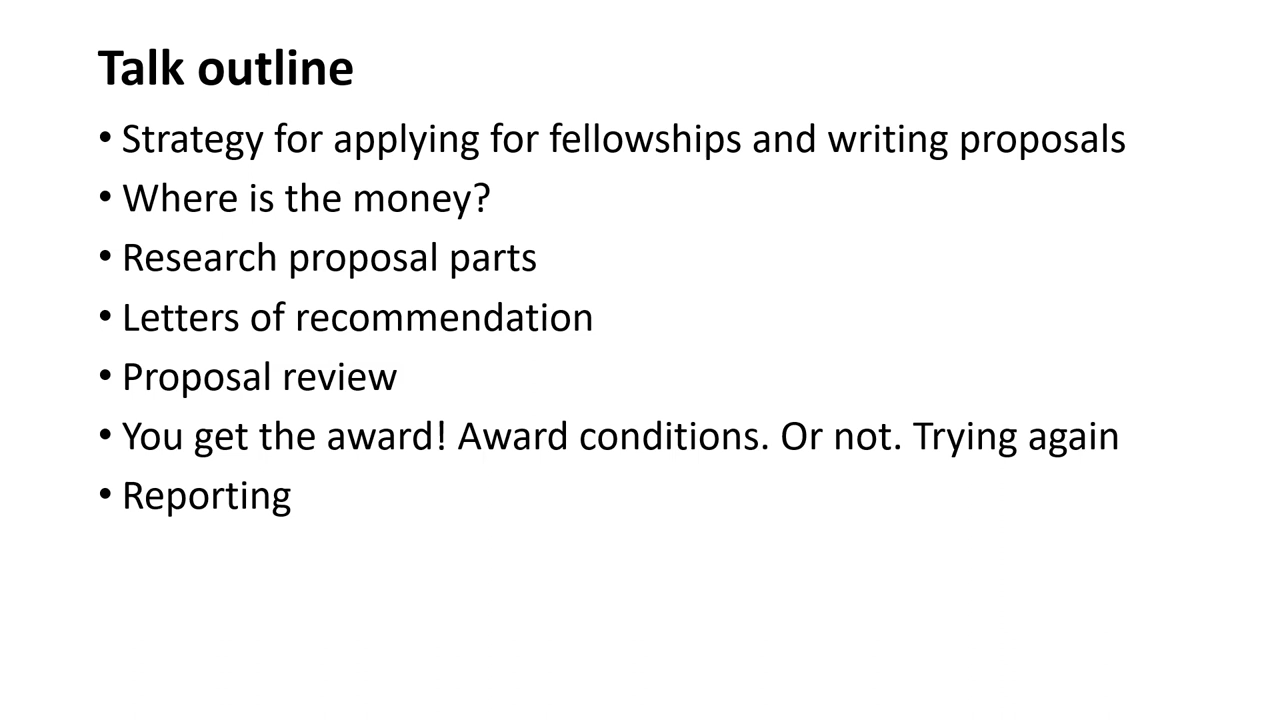 Talk outline
• Strategy for applying for fellowships and writing proposals
• Where is the money?
• Research proposal parts
• Letters of recommendation
• Proposal review
• You get the award! Award conditions. Or not. Trying again
• Reporting